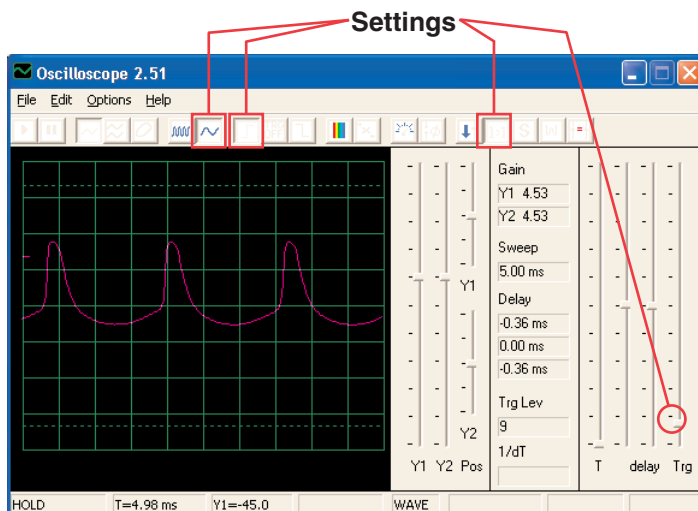 Settings
Oscilloscope 2.51
File Edit Options Help
1:1 S W
Gain
Y1 4.53
Y2 4.53
Sweep
5.00 ms
Delay
-0.36 ms
0.00 ms
-0.36 ms
Trg Lev
9
1/dT
Y1
Y2
Y1 Y2 Pos
T delay Trg
HOLD T=4.98 ms Y1=-45.0 WAVE